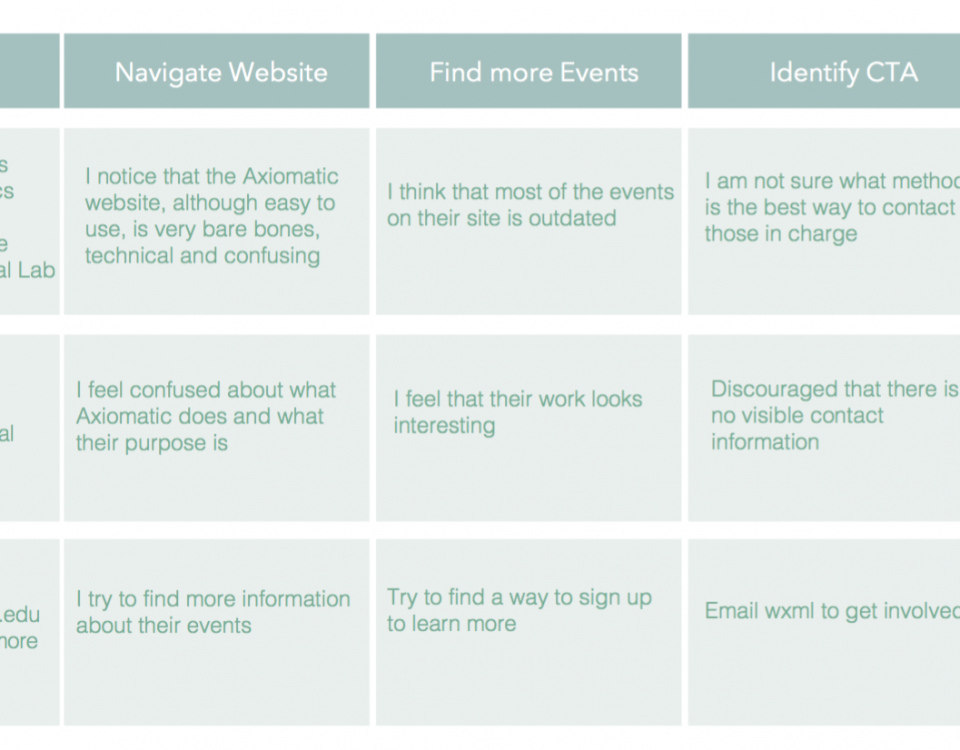 Navigate Website
Find more Events
Identify CTA
s
cs
e
al Lab
I notice that the Axiomatic
website, although easy to
use, is very bare bones,
technical and confusing
I think that most of the events
on their site is outdated
I am not sure what method
is the best way to contact
those in charge
al
I feel confused about what
Axiomatic does and what
their purpose is
I feel that their work looks
interesting
Discouraged that there is
no visible contact
information
.edu
more
I try to find more information
about their events
Try to find a way to sign up
to learn more
Email wxml to get involved